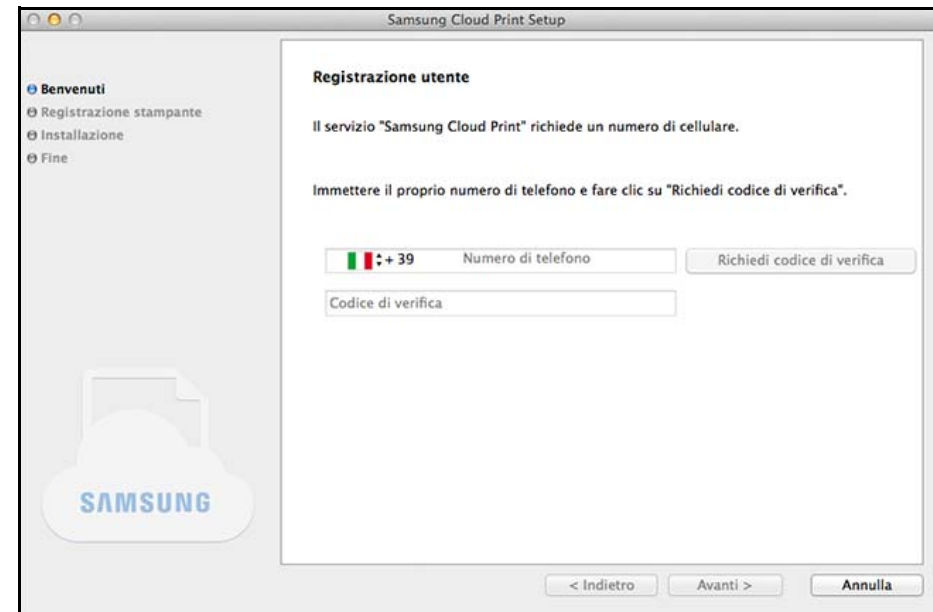 Samsung Cloud Print Setup
Benvenuti
Registrazione stampante
Installazione
Fine
SAMSUNG
Registrazione utente
Il servizio "Samsung Cloud Print" richiede un numero di cellulare.
Immettere il proprio numero di telefono e fare clic su "Richiedi codice di verifica".
+ 39 Numero di telefono Richiedi codice di verifica
Codice di verifica
< Indietro Avanti > Annulla